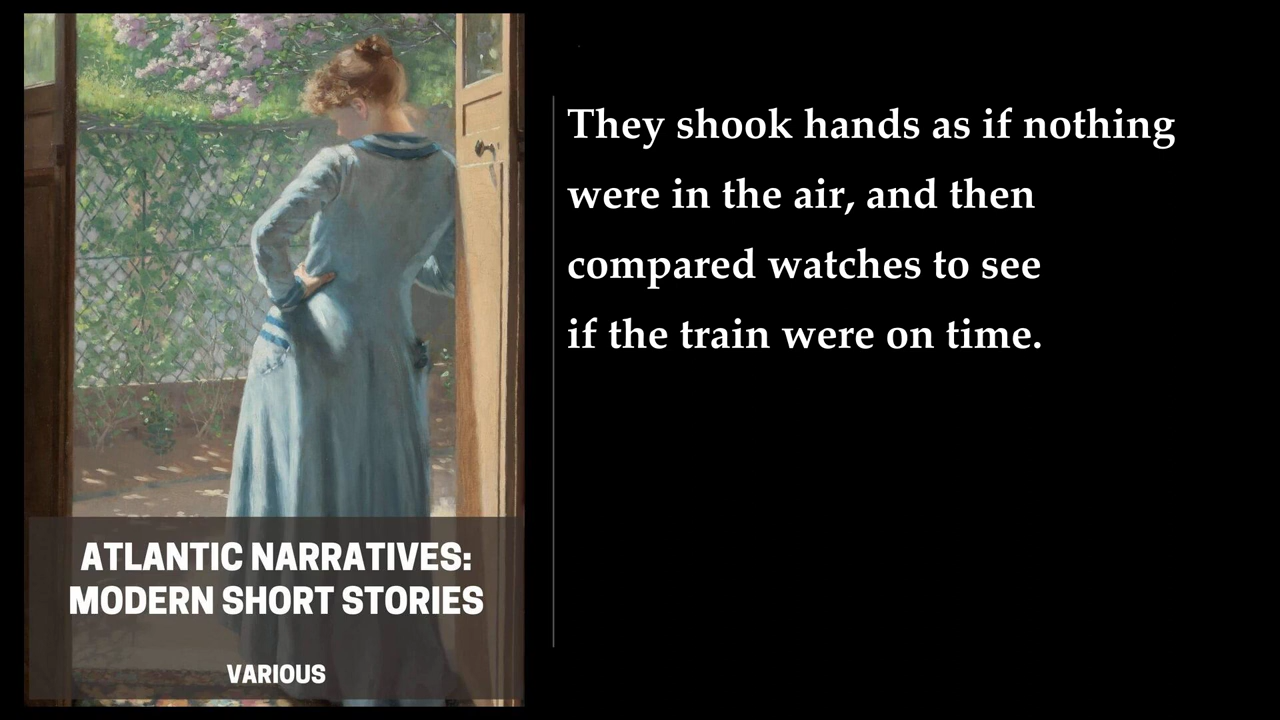 They shook hands as if nothing
were in the air, and then
compared watches to see
if the train were on time.
ATLANTIC NARRATIVES:
MODERN SHORT STORIES
VARIOUS